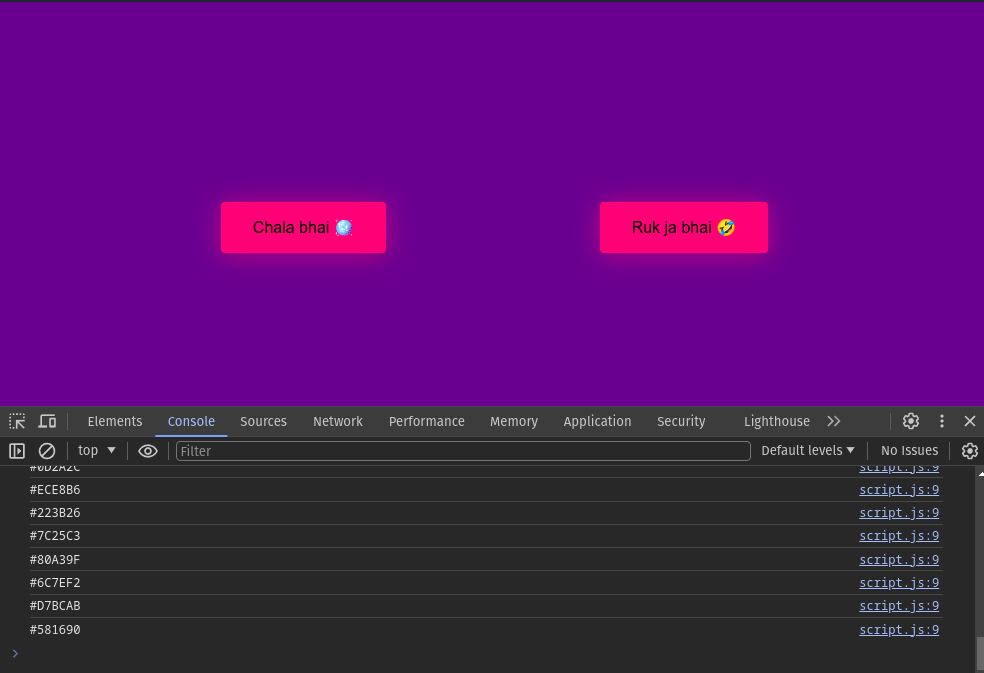 Chala bhai 🪩
Ruk ja bhai 🤣
Elements Console Sources Network Performance Memory Application Security Lighthouse
top Filter Default levels No Issues
#0D2A2C script.js:9
#ECE8B6 script.js:9
#223B26 script.js:9
#7C25C3 script.js:9
#80A39F script.js:9
#6C7EF2 script.js:9
#D7BCAB script.js:9
#581690 script.js:9